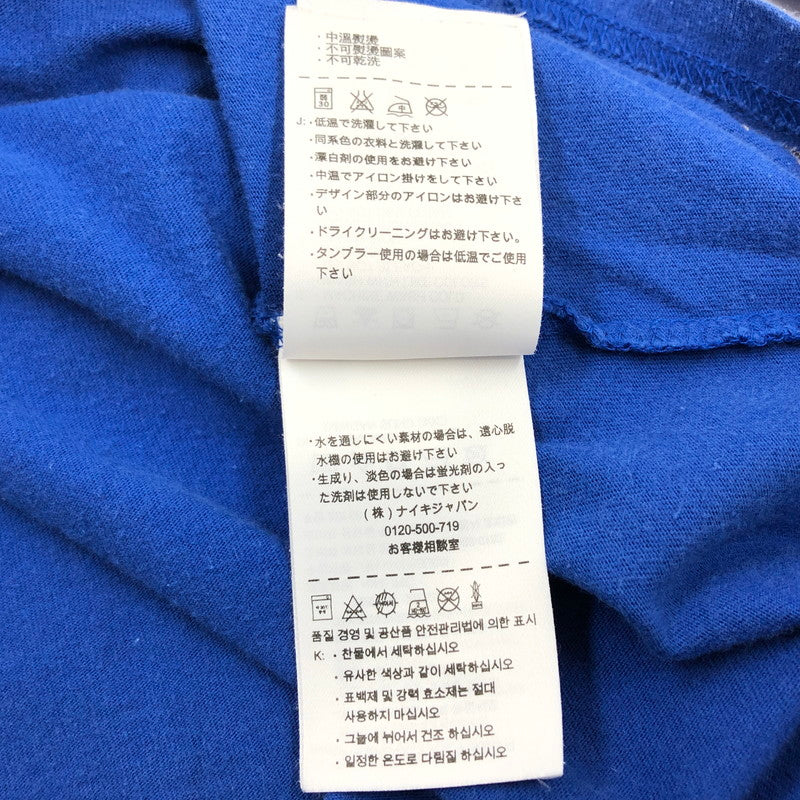 ・中溫熨燙
・不可熨燙圖案
・不可乾洗
30 中
J: ・低温で洗濯して下さい
・同系色の衣料と洗濯して下さい
・漂白剤の使用をお避け下さい
・中温でアイロン掛けをして下さい
・デザイン部分のアイロンはお避け下さ
い
・ドライクリーニングはお避け下さい。
・タンブラー使用の場合は低温でご使用
下さい
・水を通しにくい素材の場合は、遠心脱
水機の使用はお避け下さい
・生成り、淡色の場合は蛍光剤の入っ
た洗剤は使用しないで下さい
(株)ナイキジャパン
0120-500-719
お客様相談室
품질 경영 및 공산품 안전관리법에 의한 표시
K: ・찬물에서 세탁하십시오
・유사한 색상과 같이 세탁하십시오
・표백제 및 강력 효소제는 절대
사용하지 마십시오
・그늘에 뉘어서 건조 하십시오
・일정한 온도로 다림질 하십시오